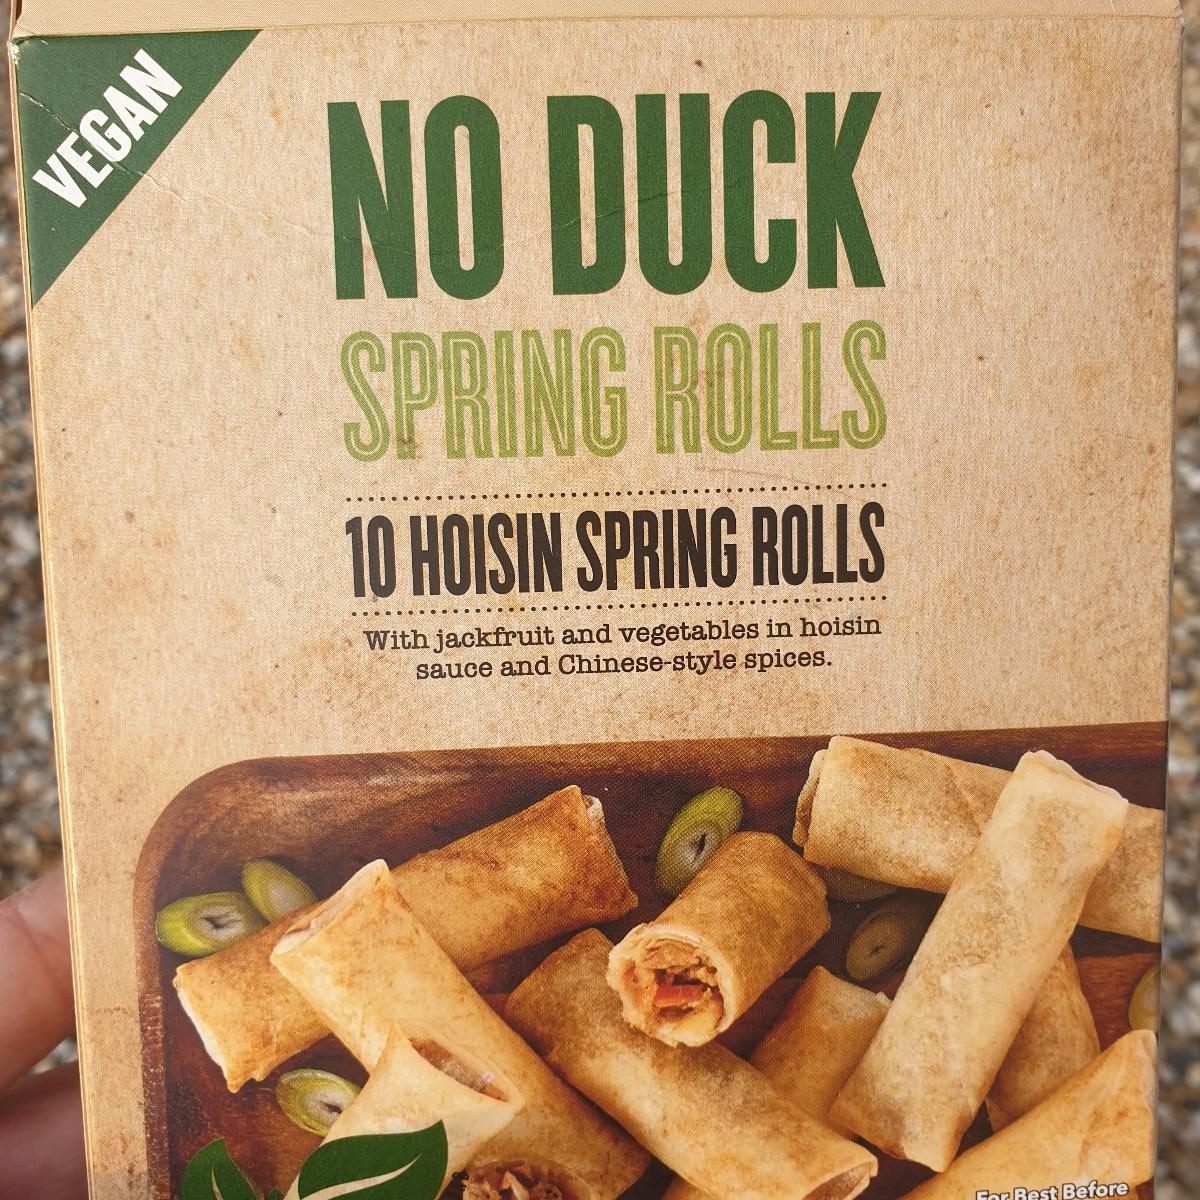 VEGAN
NO DUCK
SPRING ROLLS
10 HOISIN SPRING ROLLS
With jackfruit and vegetables in hoisin
sauce and Chinese-style spices.
For Best Before